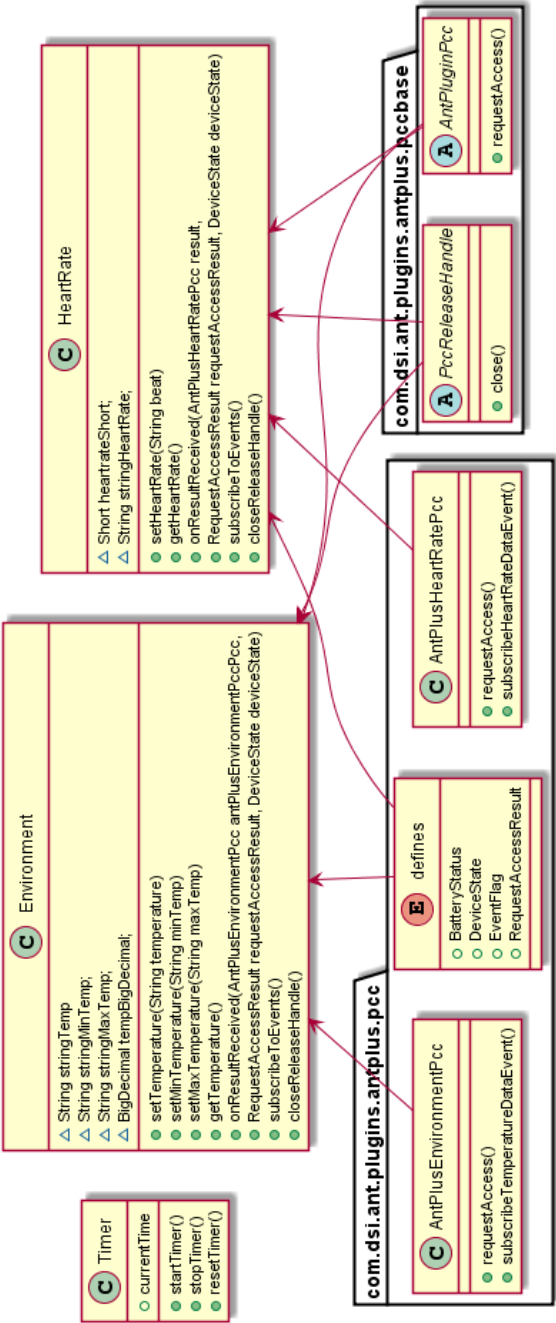 C Timer
currentTime
startTimer()
stopTimer()
resetTimer()
C Environment
String stringTemp
String stringMinTemp;
String stringMaxTemp;
BigDecimal tempBigDecimal;
setTemperature(String temperature)
setMinTemperature(String minTemp)
setMaxTemperature(String maxTemp)
getTemperature()
onResultReceived(AntPlusEnvironmentPcc antPlusEnvironmentPccPcc,
RequestAccessResult requestAccessResult, DeviceState deviceState)
subscribeToEvents()
closeReleaseHandle()
C HeartRate
Short heartrateShort;
String stringHeartRate;
setHeartRate(String beat)
getHeartRate()
onResultReceived(AntPlusHeartRatePcc result,
RequestAccessResult requestAccessResult, DeviceState deviceState)
subscribeToEvents()
closeReleaseHandle()
com.dsi.ant.plugins.antplus.pcc
C AntPlusEnvironmentPcc
requestAccess()
subscribeTemperatureDataEvent()
E defines
BatteryStatus
DeviceState
EventFlag
RequestAccessResult
C AntPlusHeartRatePcc
requestAccess()
subscribeHeartRateDataEvent()
com.dsi.ant.plugins.antplus.pccbase
A PccReleaseHandle
close()
A AntPluginPcc
requestAccess()